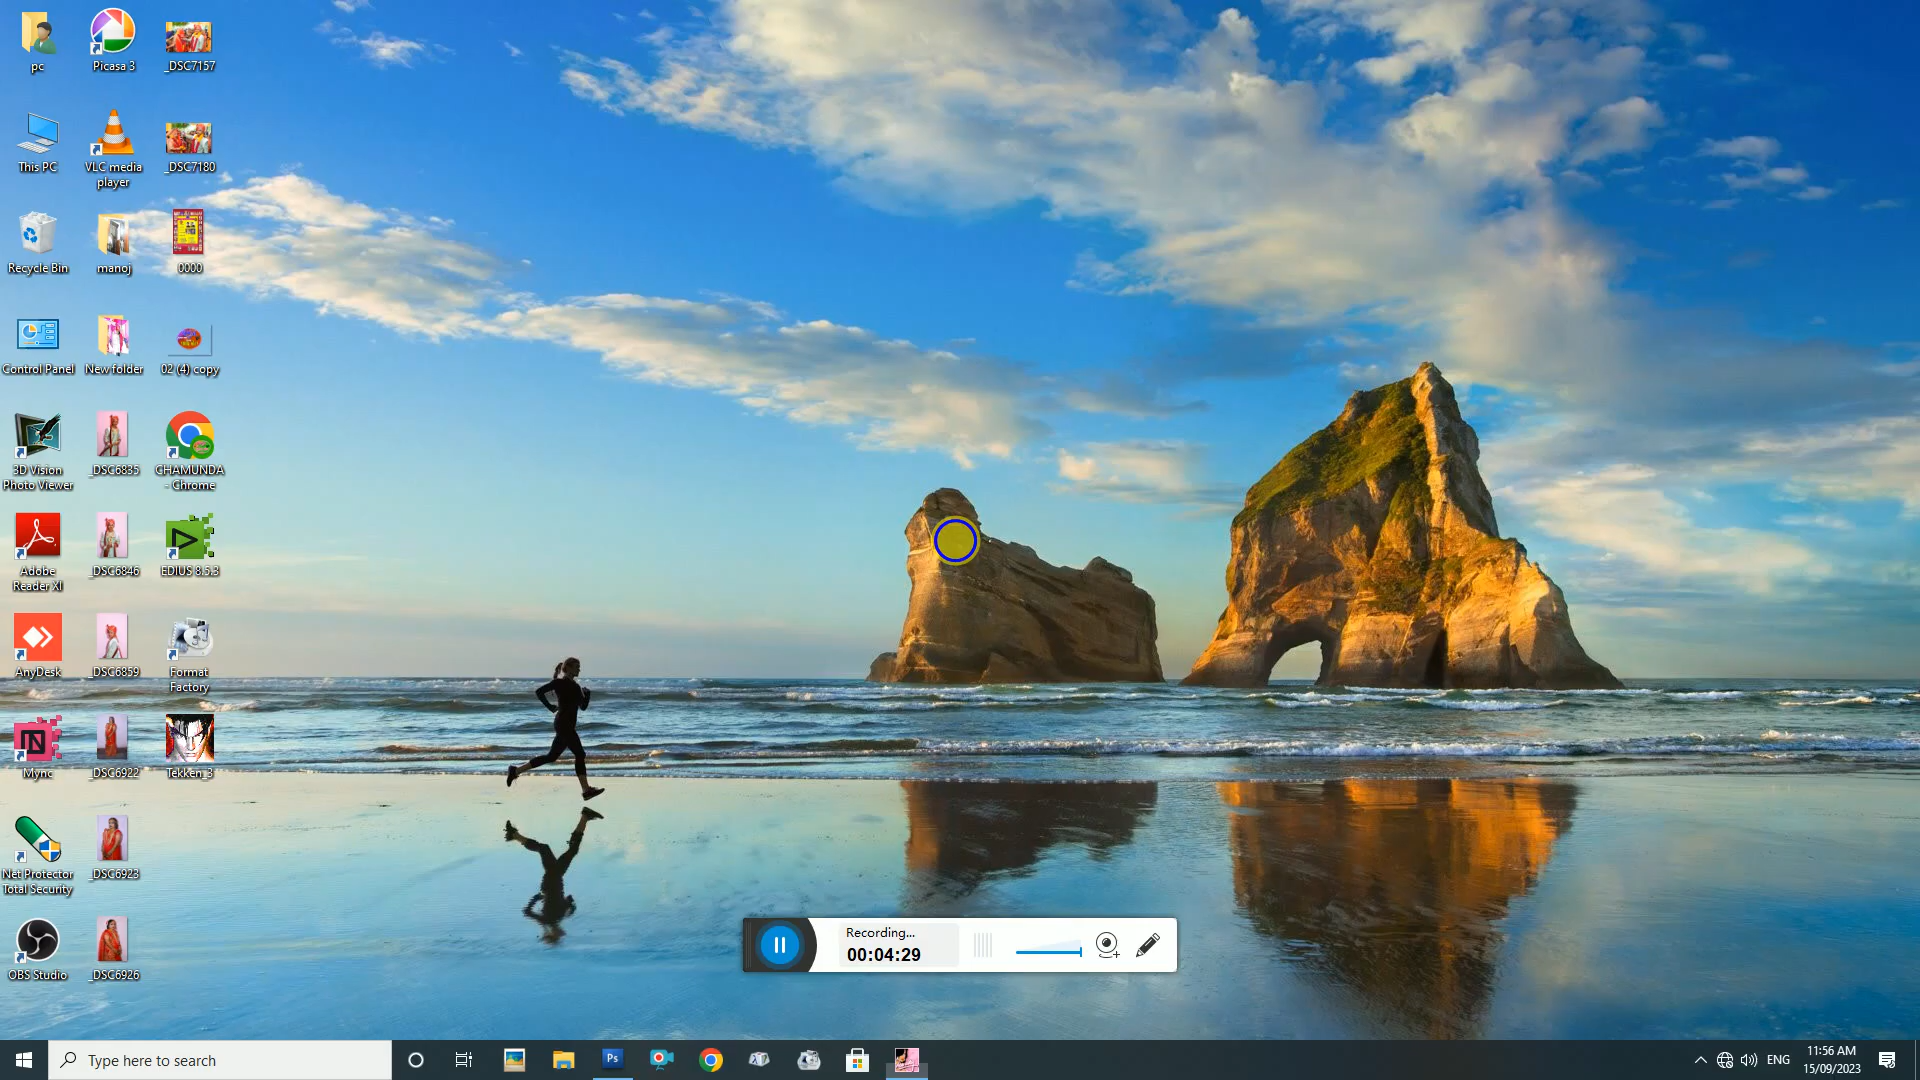 pc
Picasa 3
_DSC7157
This PC
VLC media
player
_DSC7180
Recycle Bin
manoj
0000
Control Panel
New folder
02 (4) copy
3D Vision
Photo Viewer
_DSC6835
CHAMUNDA
- Chrome
Adobe
Reader XI
_DSC6846
EDIUS 8.5.3
AnyDesk
_DSC6859
Format
Factory
Mync
_DSC6922
Tekken_3
Net Protector
Total Security
_DSC6923
OBS Studio
_DSC6926
Recording...
00:04:29
Type here to search
Ps
ENG
11:56 AM
15/09/2023